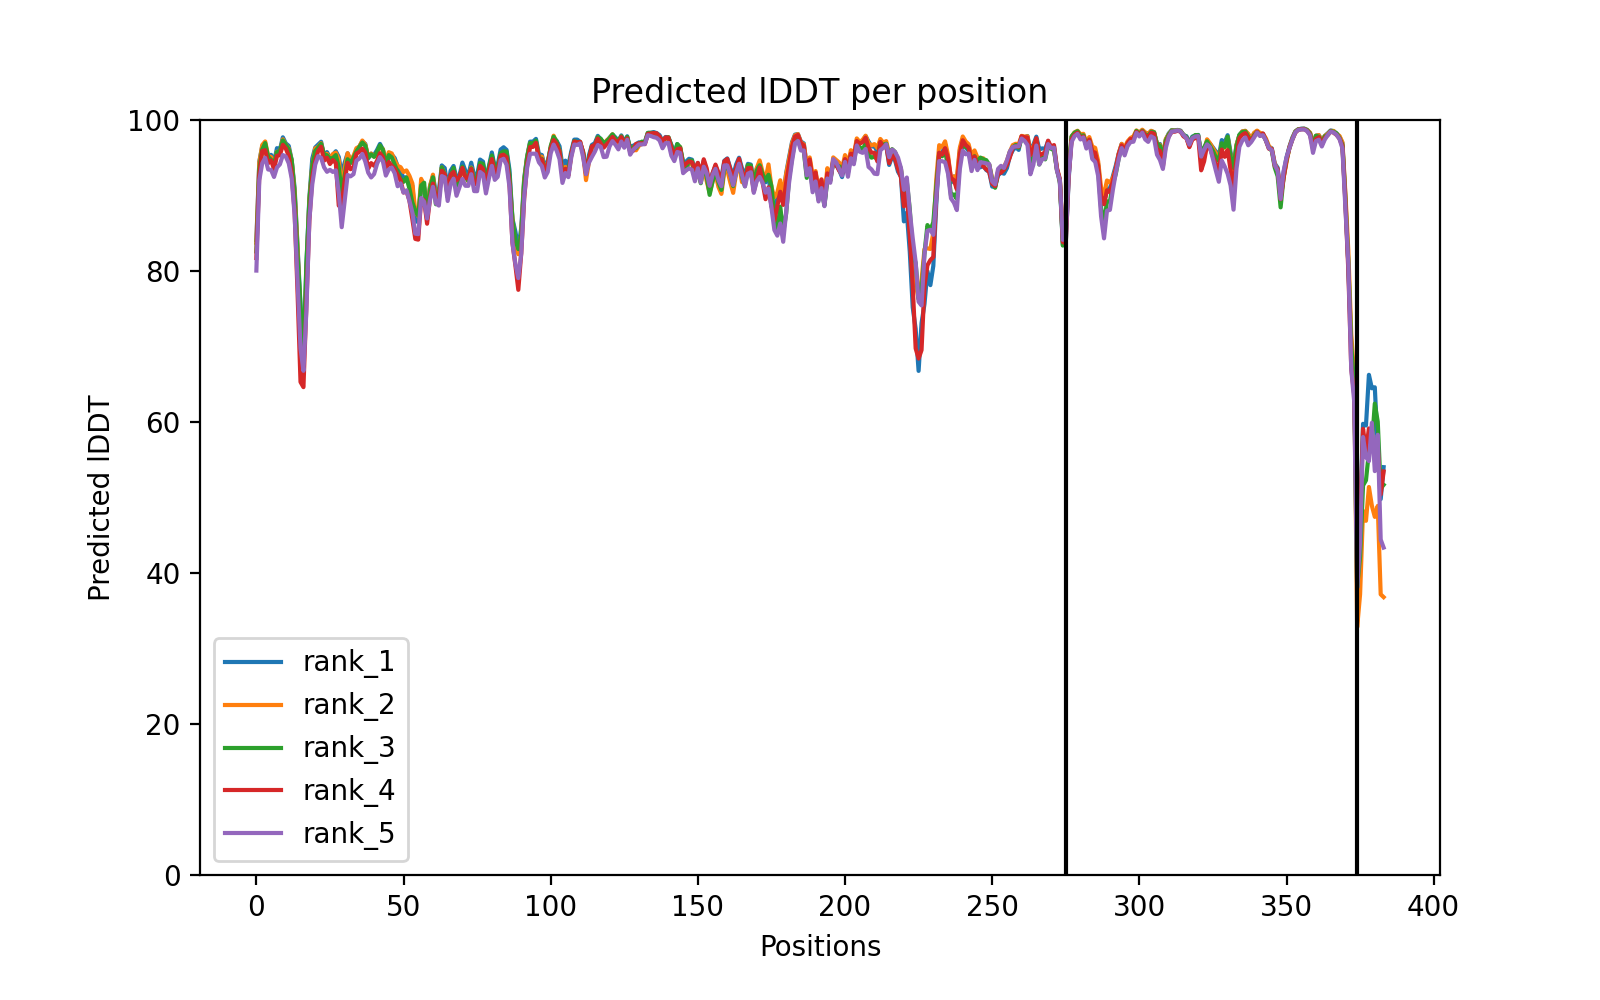 Predicted lDDT per position
100
80
60
40
20
0
Predicted lDDT
rank_1
rank_2
rank_3
rank_4
rank_5
0 50 100 150 200 250 300 350 400
Positions